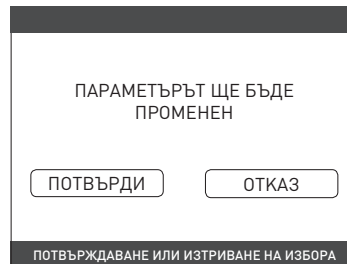 ПАРАМЕТЪРЪТ ЩЕ БЪДЕ
ПРОМЕНЕН
ПОТВЪРДИ ОТКАЗ
ПОТВЪРЖДАВАНЕ ИЛИ ИЗТРИВАНЕ НА ИЗБОРА